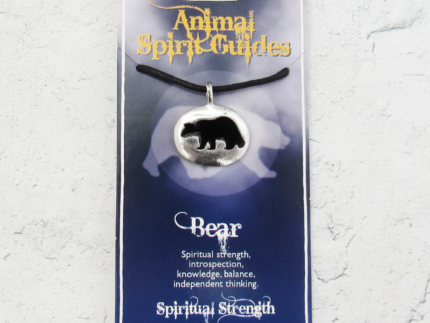 Animal
Spirit Guides
Bear
Spiritual strength,
introspection,
knowledge, balance,
independent thinking.
Spiritual Strength